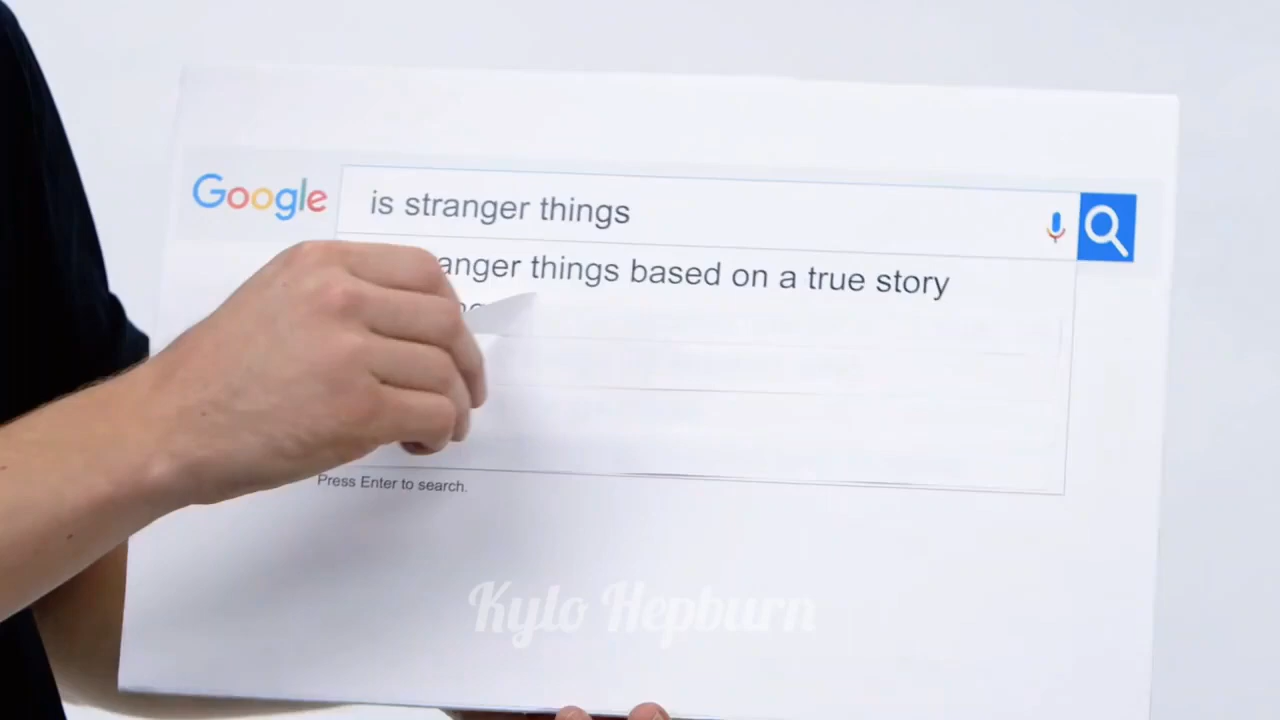 Google
is stranger things
anger things based on a true story
Press Enter to search.
Kylo Hepburn